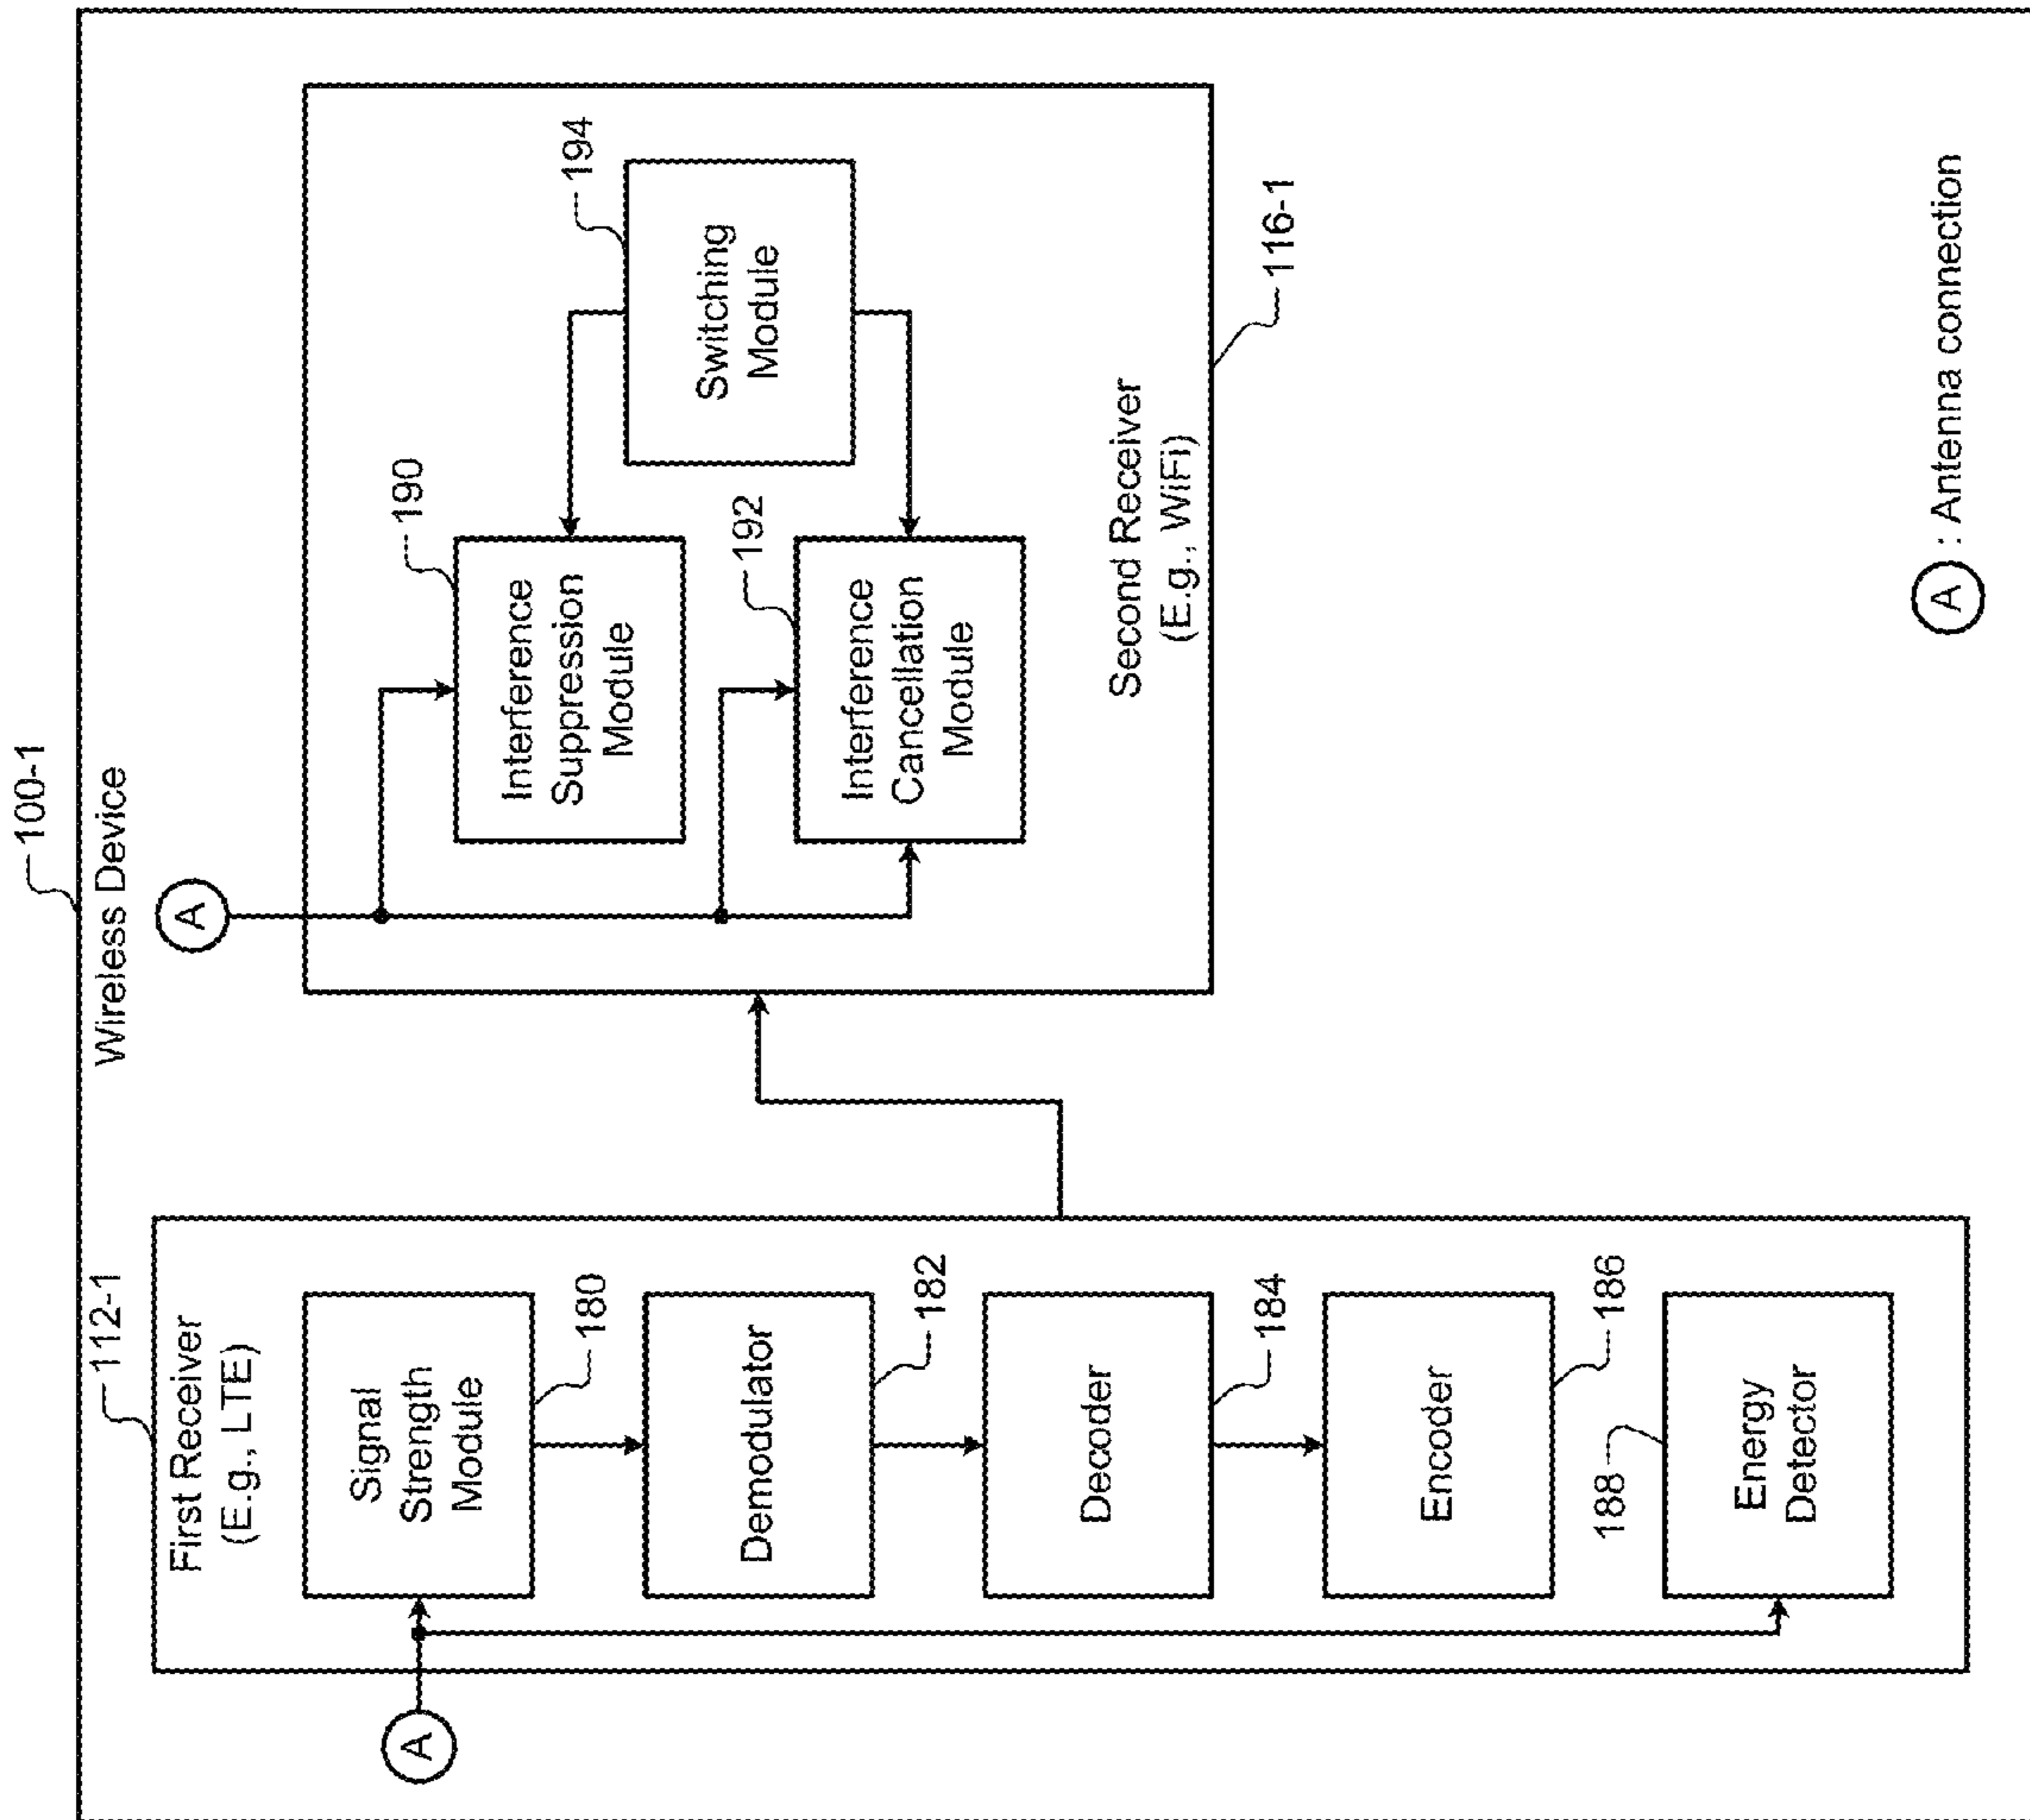 100-1
Wireless Device
112-1
First Receiver
(E.g., LTE)
A
Signal
Strength
Module
180
Demodulator
182
Decoder
184
Encoder
186
188
Energy
Detector
A
190
Interference
Suppression
Module
192
Interference
Cancellation
Module
194
Switching
Module
Second Receiver
(E.g., WiFi)
116-1
A : Antenna connection